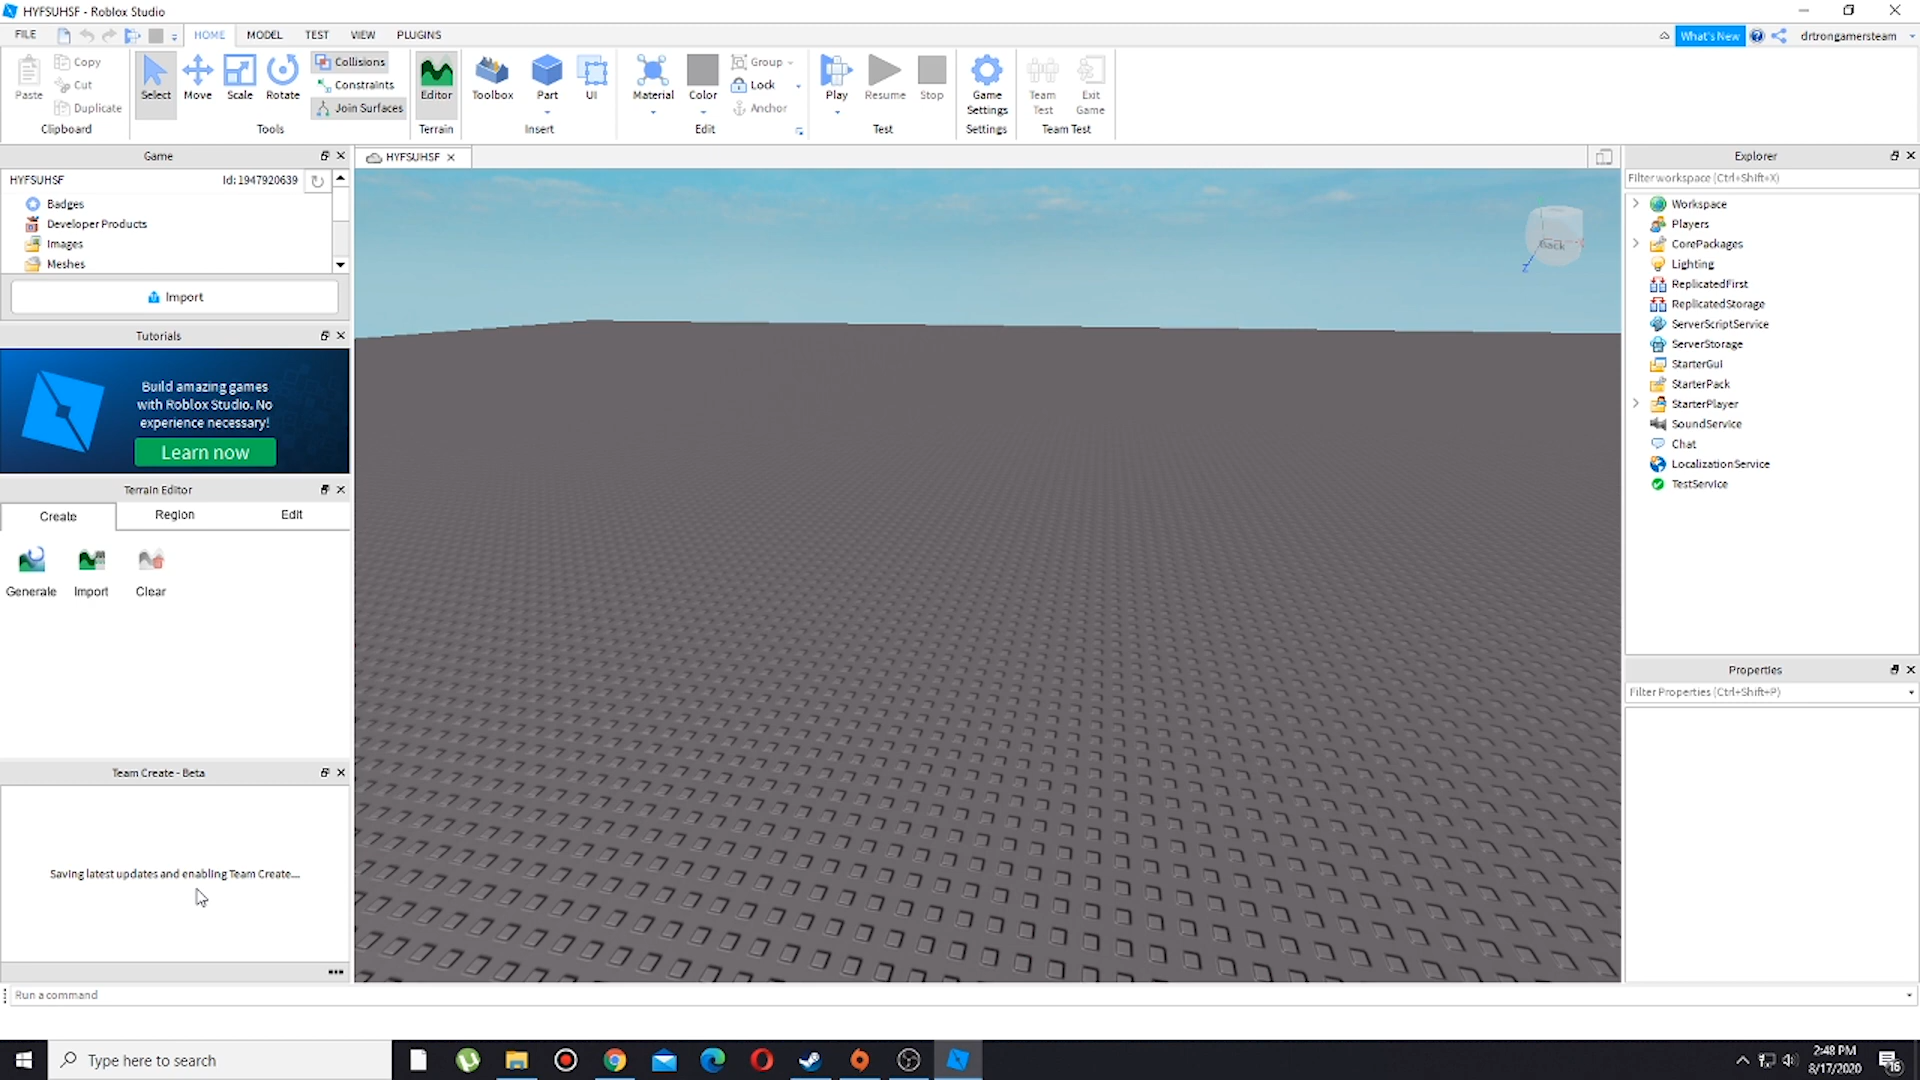 HYFSUHSF - Roblox Studio
FILE HOME MODEL TEST VIEW PLUGINS What's New drtrongamersteam
Paste Copy Cut Duplicate Clipboard
Select Move Scale Rotate Collisions Constraints Join Surfaces Tools
Editor Terrain
Toolbox Part UI Insert
Material Color Group Lock Anchor Edit
Play Resume Stop Test
Game Settings Settings
Team Test Exit Game Team Test
Game
HYFSUHSF Id: 1947920639
Badges
Developer Products
Images
Meshes
Import
Tutorials
Build amazing games
with Roblox Studio. No
experience necessary!
Learn now
Terrain Editor
Create Region Edit
Generate Import Clear
Team Create - Beta
Saving latest updates and enabling Team Create....
Run a command
HYFSUHSF
Back
Z
Explorer
Filter workspace (Ctrl+Shift+X)
Workspace
Players
CorePackages
Lighting
ReplicatedFirst
ReplicatedStorage
ServerScriptService
ServerStorage
StarterGui
StarterPack
StarterPlayer
SoundService
Chat
LocalizationService
TestService
Properties
Filter Properties (Ctrl+Shift+P)
Type here to search
2:48 PM
8/17/2020
16